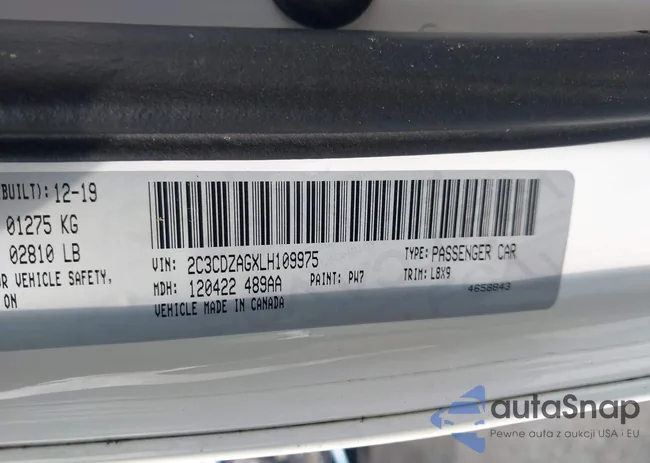 BUILT): 12-19
01275 KG
02810 LB
VEHICLE SAFETY,
ON
VIN: 2C3CDZAGXLH109975
TYPE: PASSENGER CAR
MDH: 120422 489AA
PAINT: PW7
TRIM: L8X9
VEHICLE MADE IN CANADA
4658843
autaSnap
Pewne auta z aukcji USA i EU